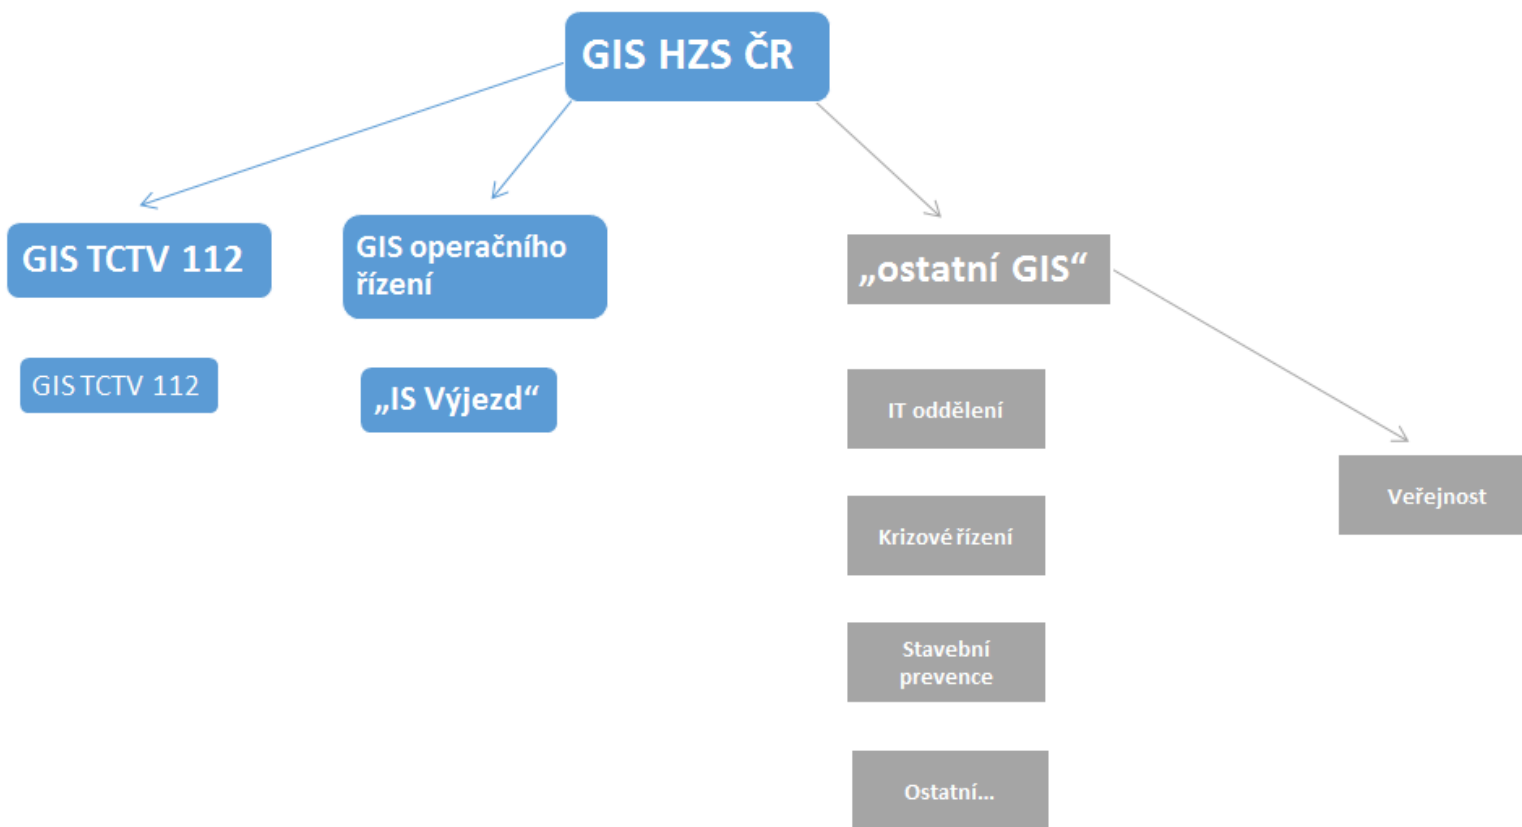 GIS HZS ČR
GIS TCTV 112
GIS operačního
řízení
„ostatní GIS“
GIS TCTV 112
„IS Výjezd“
IT oddělení
Veřejnost
Krizové řízení
Stavební
prevence
Ostatní...